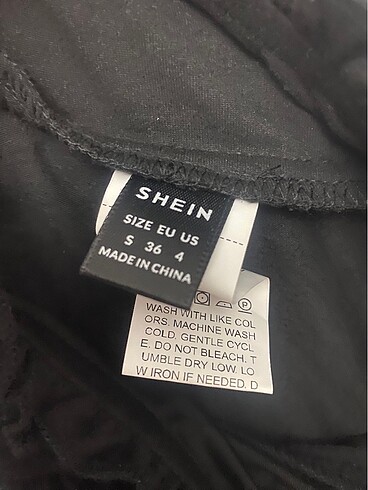 SHEIN
SIZE EU US
S 36 4
MADE IN CHINA
WASH WITH LIKE COL
ORS. MACHINE WASH
COLD. GENTLE CYCL
E. DO NOT BLEACH. T
UMBLE DRY LOW. LO
W IRON IF NEEDED. D